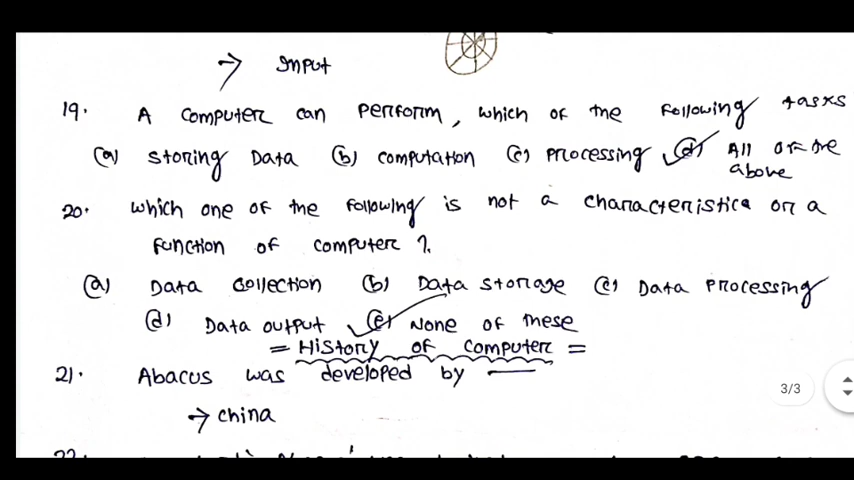 → Input
19. A computer can perform, which of the following tasks
(a) Storing Data (b) computation (c) processing (d) All of the above
20. which one of the following is not a characteristica or a
function of computer ?
(a) Data collection (b) Data storage (c) Data processing
(d) Data output (e) None of these
= History of computer =
21. Abacus was developed by —
→ china
3/3